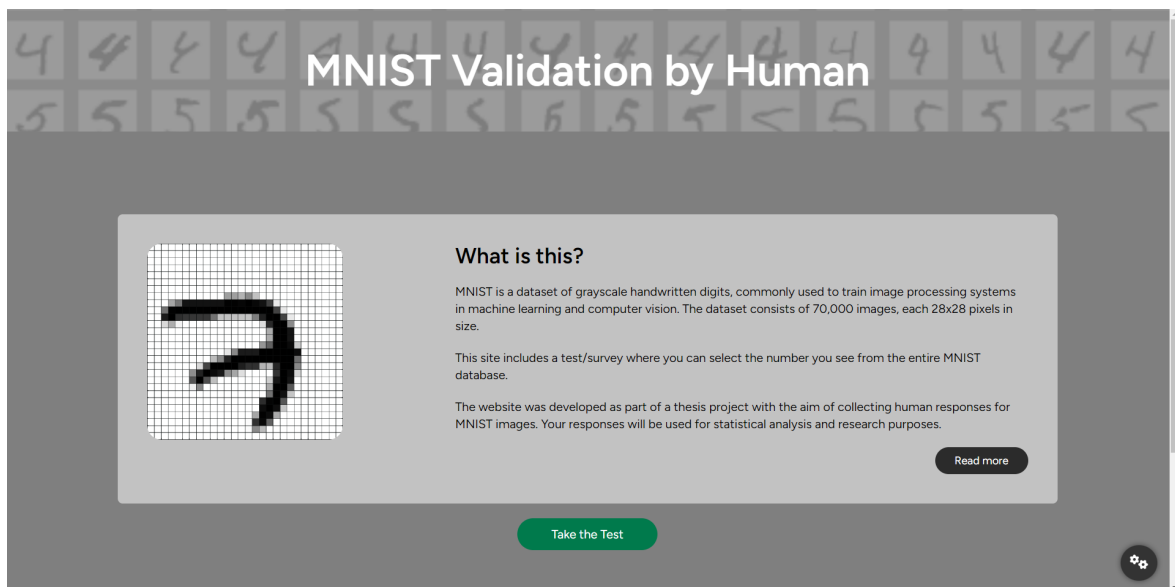 MNIST Validation by Human
What is this?
MNIST is a dataset of grayscale handwritten digits, commonly used to train image processing systems
in machine learning and computer vision. The dataset consists of 70,000 images, each 28x28 pixels in
size.
This site includes a test/survey where you can select the number you see from the entire MNIST
database.
The website was developed as part of a thesis project with the aim of collecting human responses for
MNIST images. Your responses will be used for statistical analysis and research purposes.
Read more
Take the Test